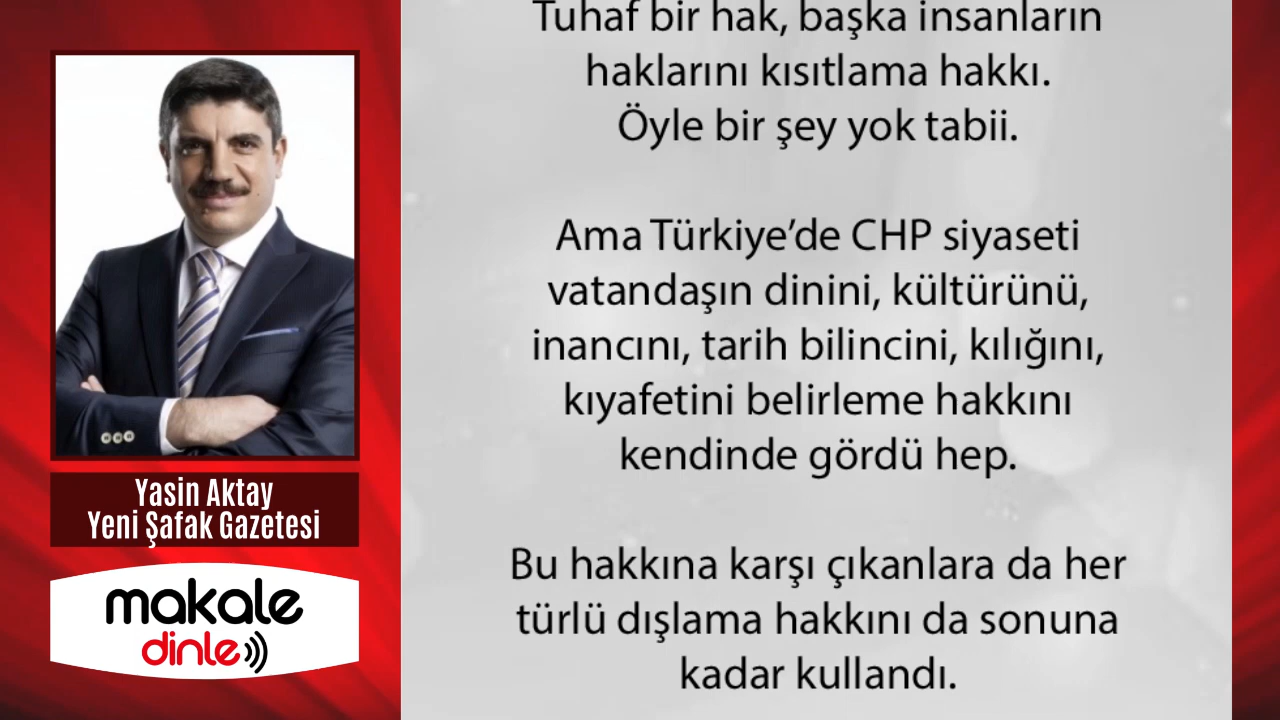 Tuhaf bir hak, başka insanların
haklarını kısıtlama hakkı.
Öyle bir şey yok tabii.
Ama Türkiye’de CHP siyaseti
vatandaşın dinini, kültürünü,
inancını, tarih bilincini, kılığını,
kıyafetini belirleme hakkını
kendinde gördü hep.
Bu hakkına karşı çıkanlara da her
türlü dışlama hakkını da sonuna
kadar kullandı.
Yasin Aktay
Yeni Şafak Gazetesi
makale
dinle